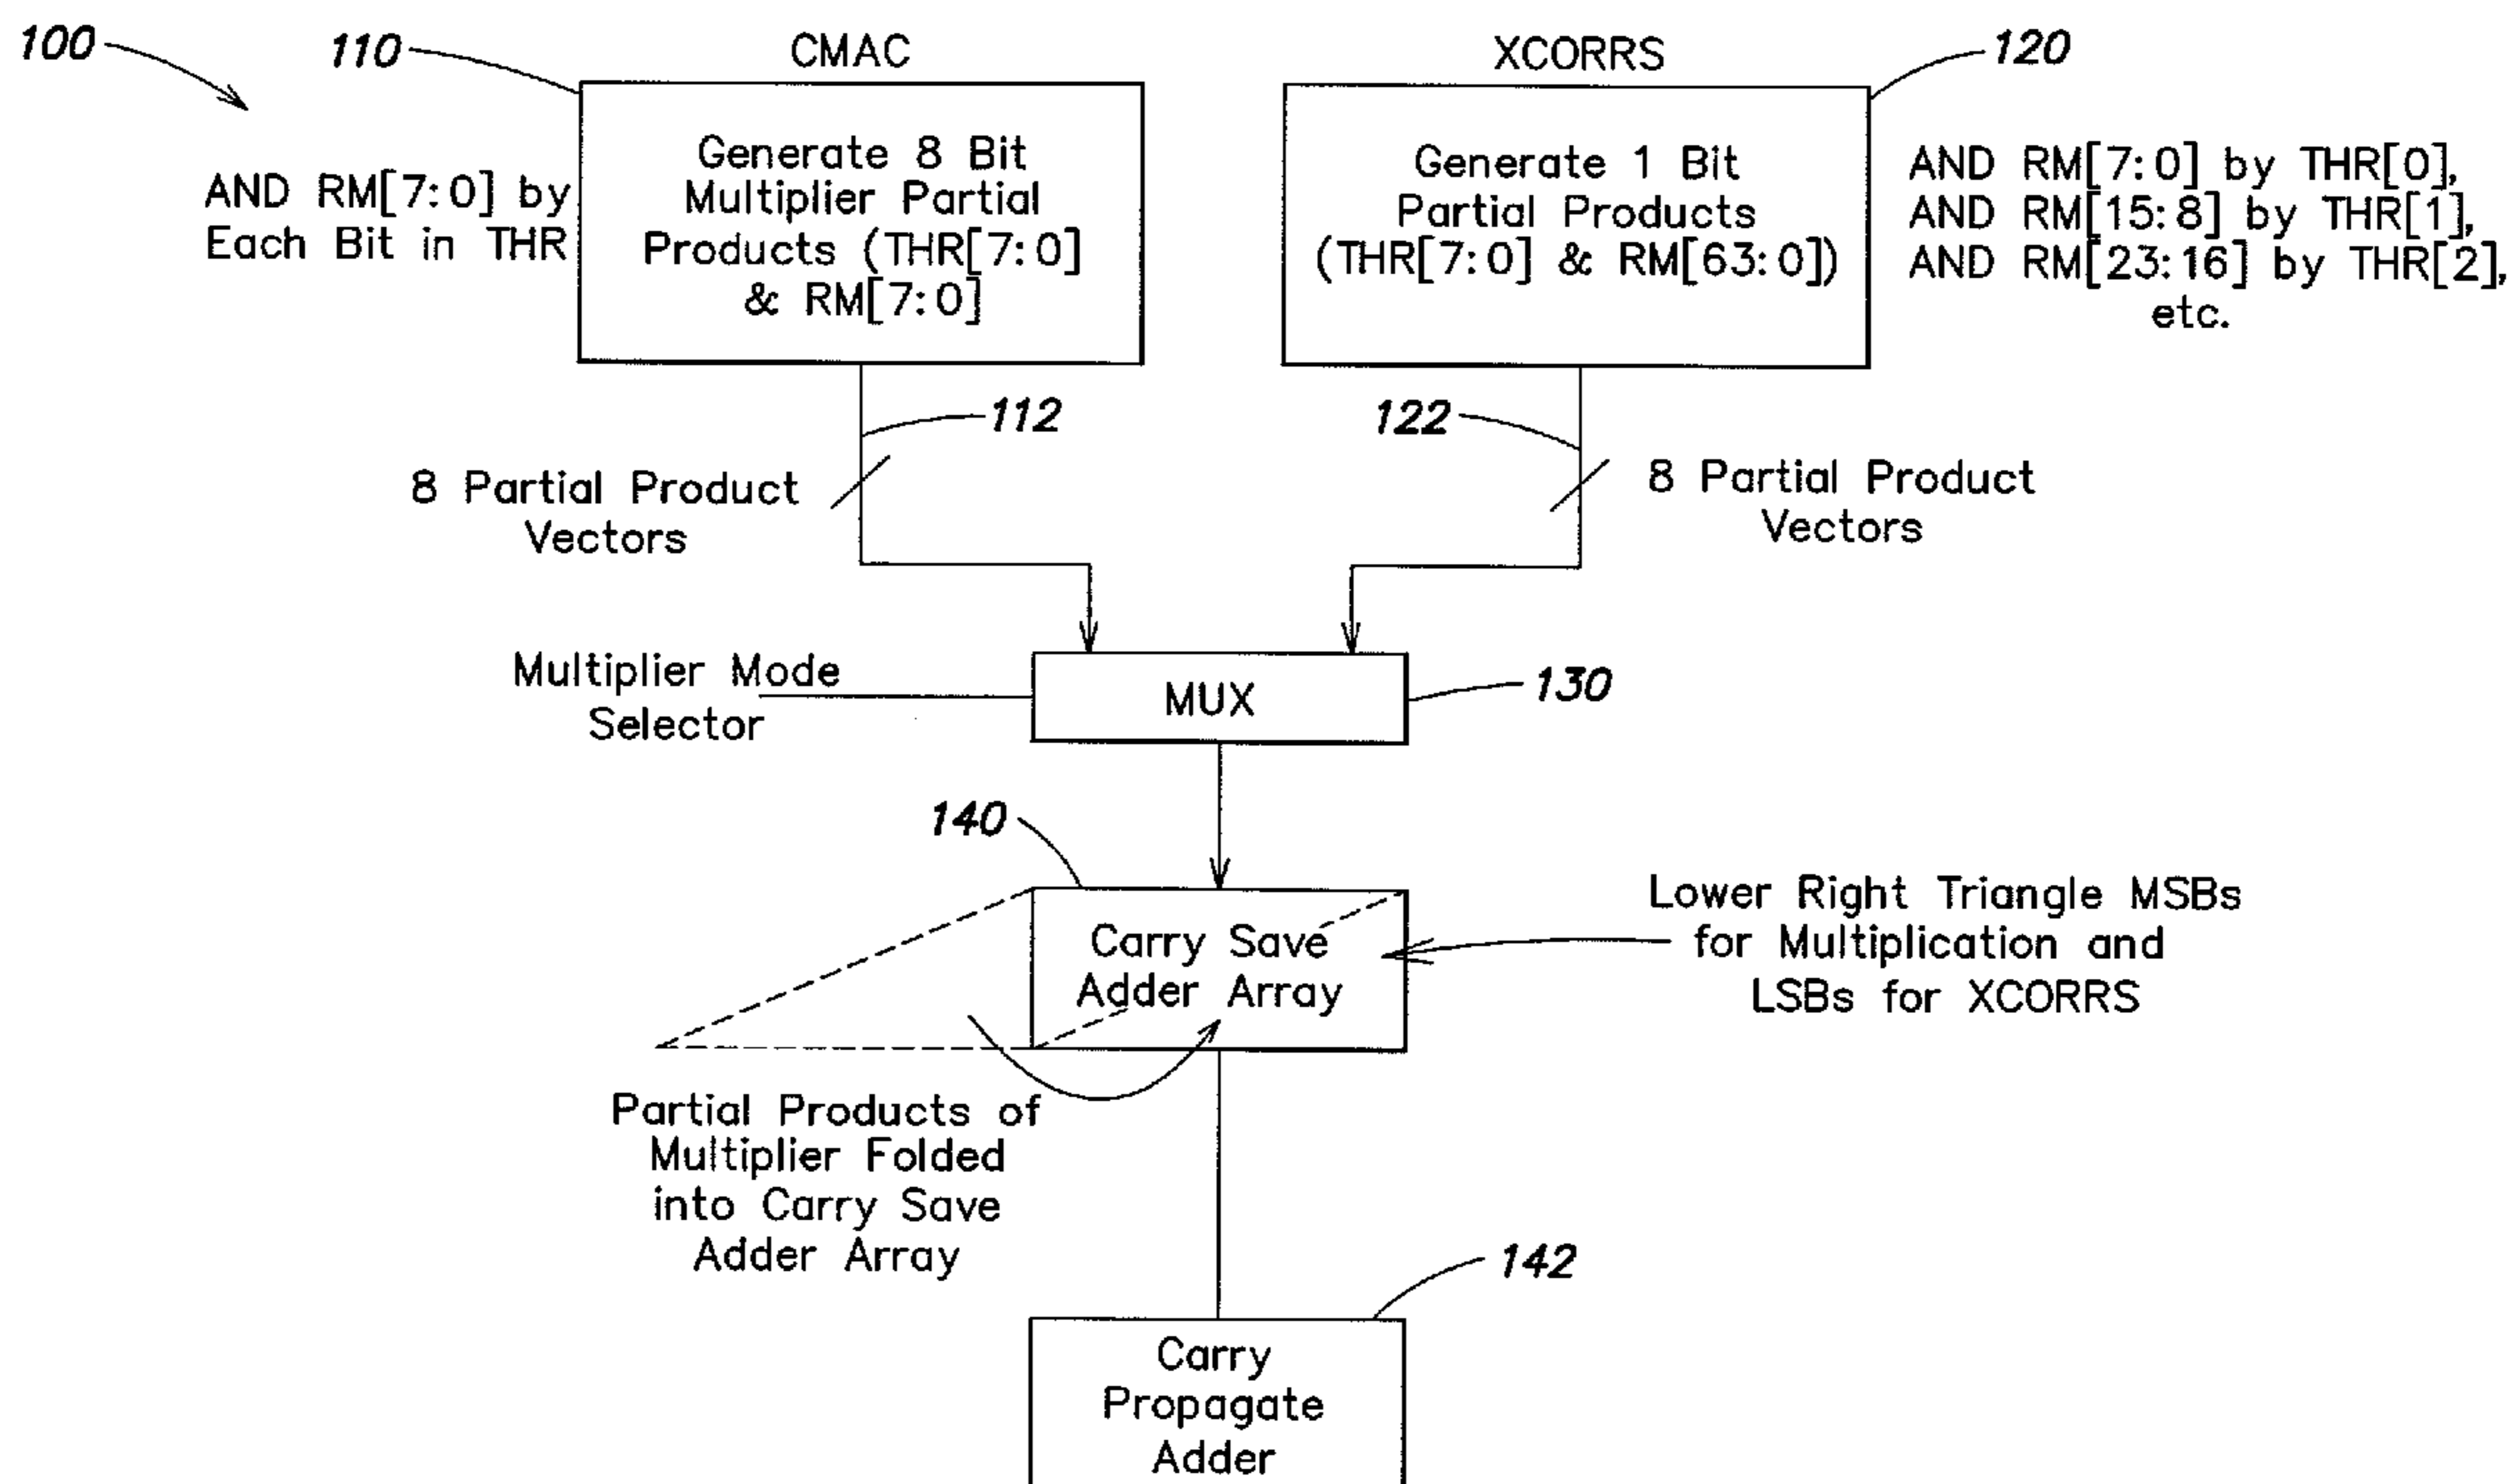 100
110
CMAC
XCORRS
120
AND RM[7:0] by
Each Bit in THR
Generate 8 Bit
Multiplier Partial
Products (THR[7:0]
& RM[7:0]
Generate 1 Bit
Partial Products
(THR[7:0] & RM[63:0])
AND RM[7:0] by THR[0],
AND RM[15:8] by THR[1],
AND RM[23:16] by THR[2],
etc.
112
122
8 Partial Product
Vectors
8 Partial Product
Vectors
Multiplier Mode
Selector
MUX
130
140
Carry Save
Adder Array
Lower Right Triangle MSBs
for Multiplication and
LSBs for XCORRS
Partial Products of
Multiplier Folded
into Carry Save
Adder Array
142
Carry
Propagate
Adder